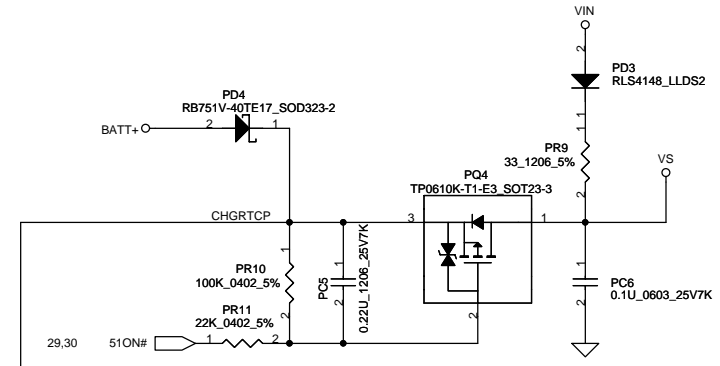 VIN
2
PD3
RLS4148_LLDS2
PD4
RB751V-40TE17_SOD323-2
BATT+
2
1
1
1
PR9
33_1206_5%
VS
PQ4
TP0610K-T1-E3_SOT23-3
2
CHGRTCP
3
1
1
PR10
100K_0402_5%
1
PC5
2
0.22U_1206_25V7K
1
PC6
0.1U_0603_25V7K
2
PR11
22K_0402_5%
2
2
29,30
51ON#
1
2